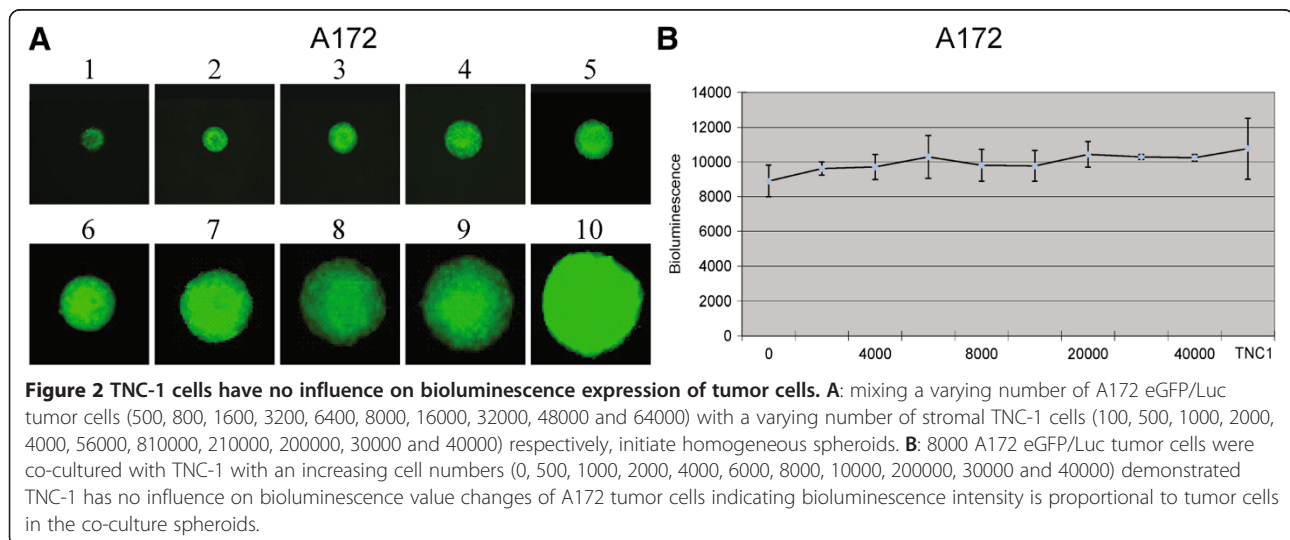 A
A172
1 2 3 4 5
6 7 8 9 10
B
A172
Bioluminescence
14000
12000
10000
8000
6000
4000
2000
0
0 4000 8000 20000 40000 TNC1
Figure 2 TNC-1 cells have no influence on bioluminescence expression of tumor cells. A: mixing a varying number of A172 eGFP/Luc
tumor cells (500, 800, 1600, 3200, 6400, 8000, 16000, 32000, 48000 and 64000) with a varying number of stromal TNC-1 cells (100, 500, 1000, 2000,
4000, 56000, 810000, 210000, 200000, 30000 and 40000) respectively, initiate homogeneous spheroids. B: 8000 A172 eGFP/Luc tumor cells were
co-cultured with TNC-1 with an increasing cell numbers (0, 500, 1000, 2000, 4000, 6000, 8000, 10000, 200000, 30000 and 40000) demonstrated
TNC-1 has no influence on bioluminescence value changes of A172 tumor cells indicating bioluminescence intensity is proportional to tumor cells
in the co-culture spheroids.